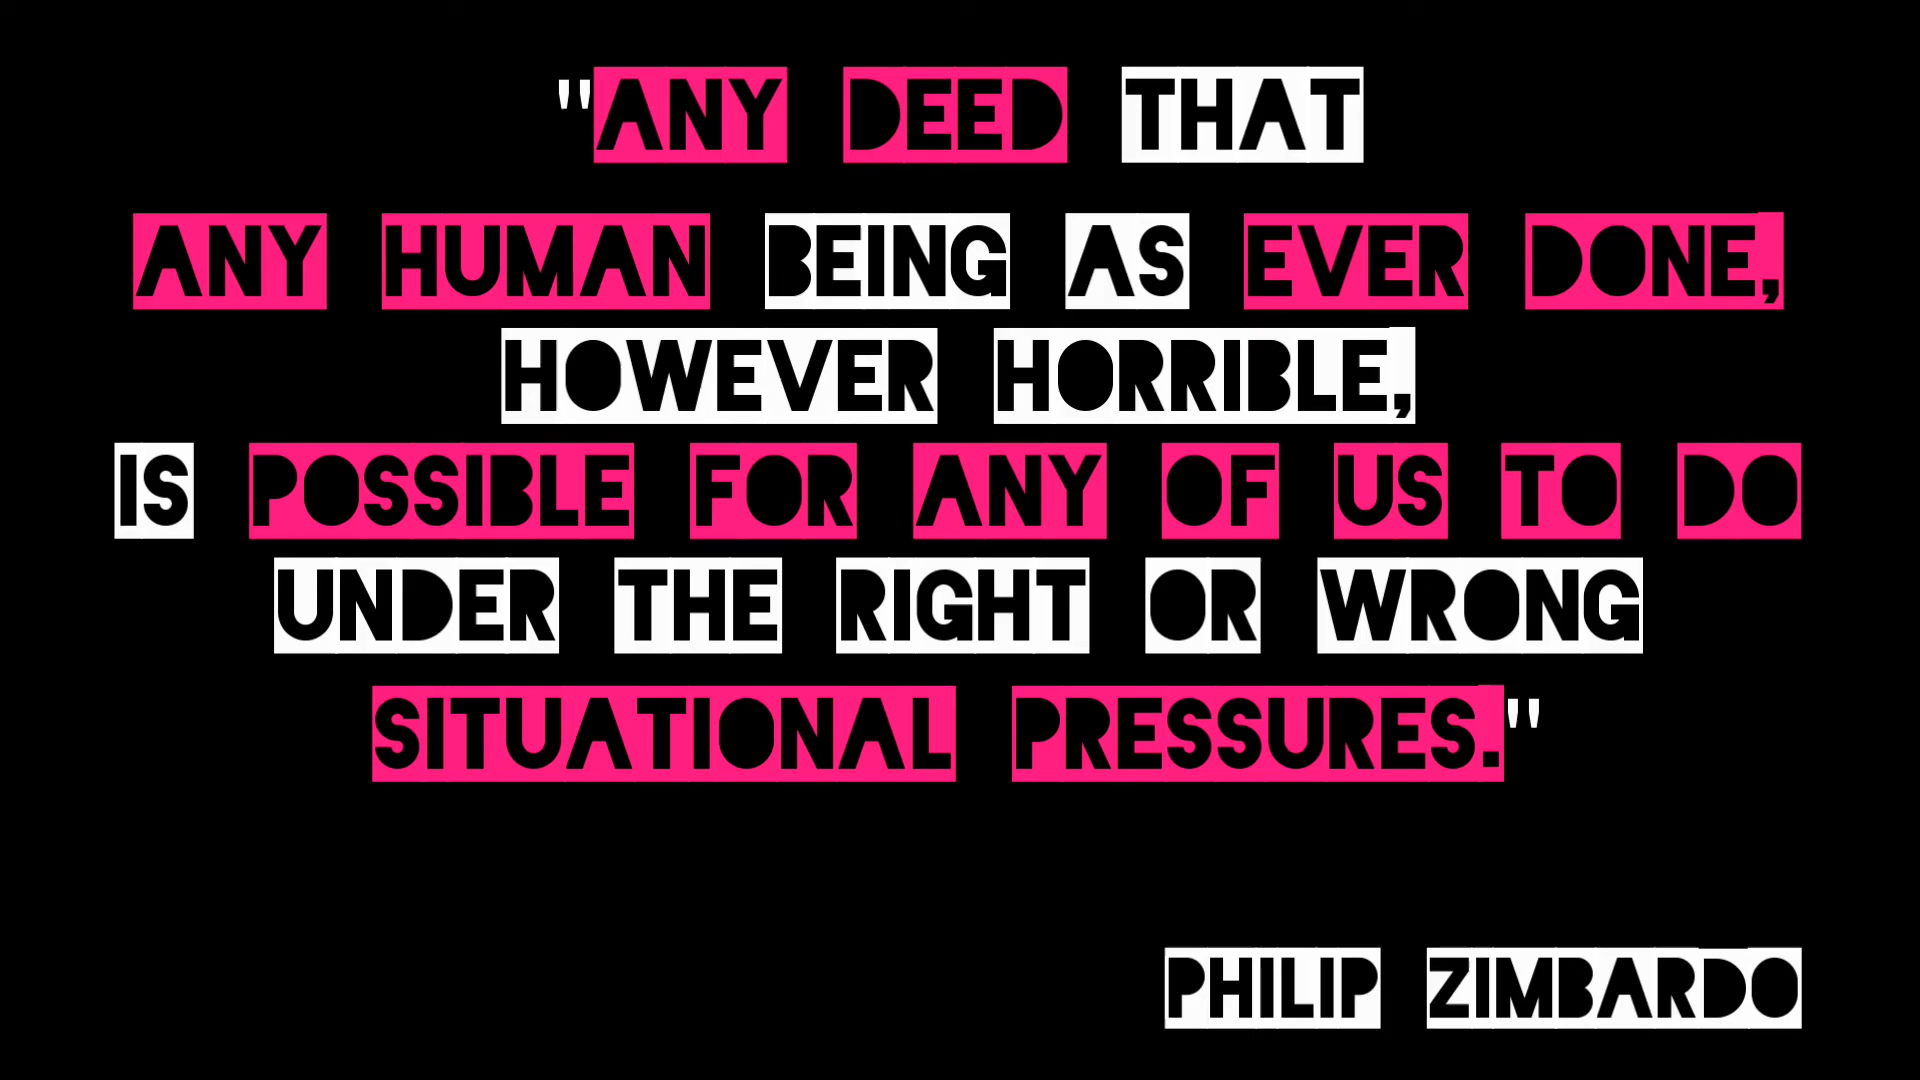 "ANY DEED THAT
ANY HUMAN BEING AS EVER DONE,
HOWEVER HORRIBLE,
IS POSSIBLE FOR ANY OF US TO DO
UNDER THE RIGHT OR WRONG
SITUATIONAL PRESSURES."
PHILIP ZIMBARDO